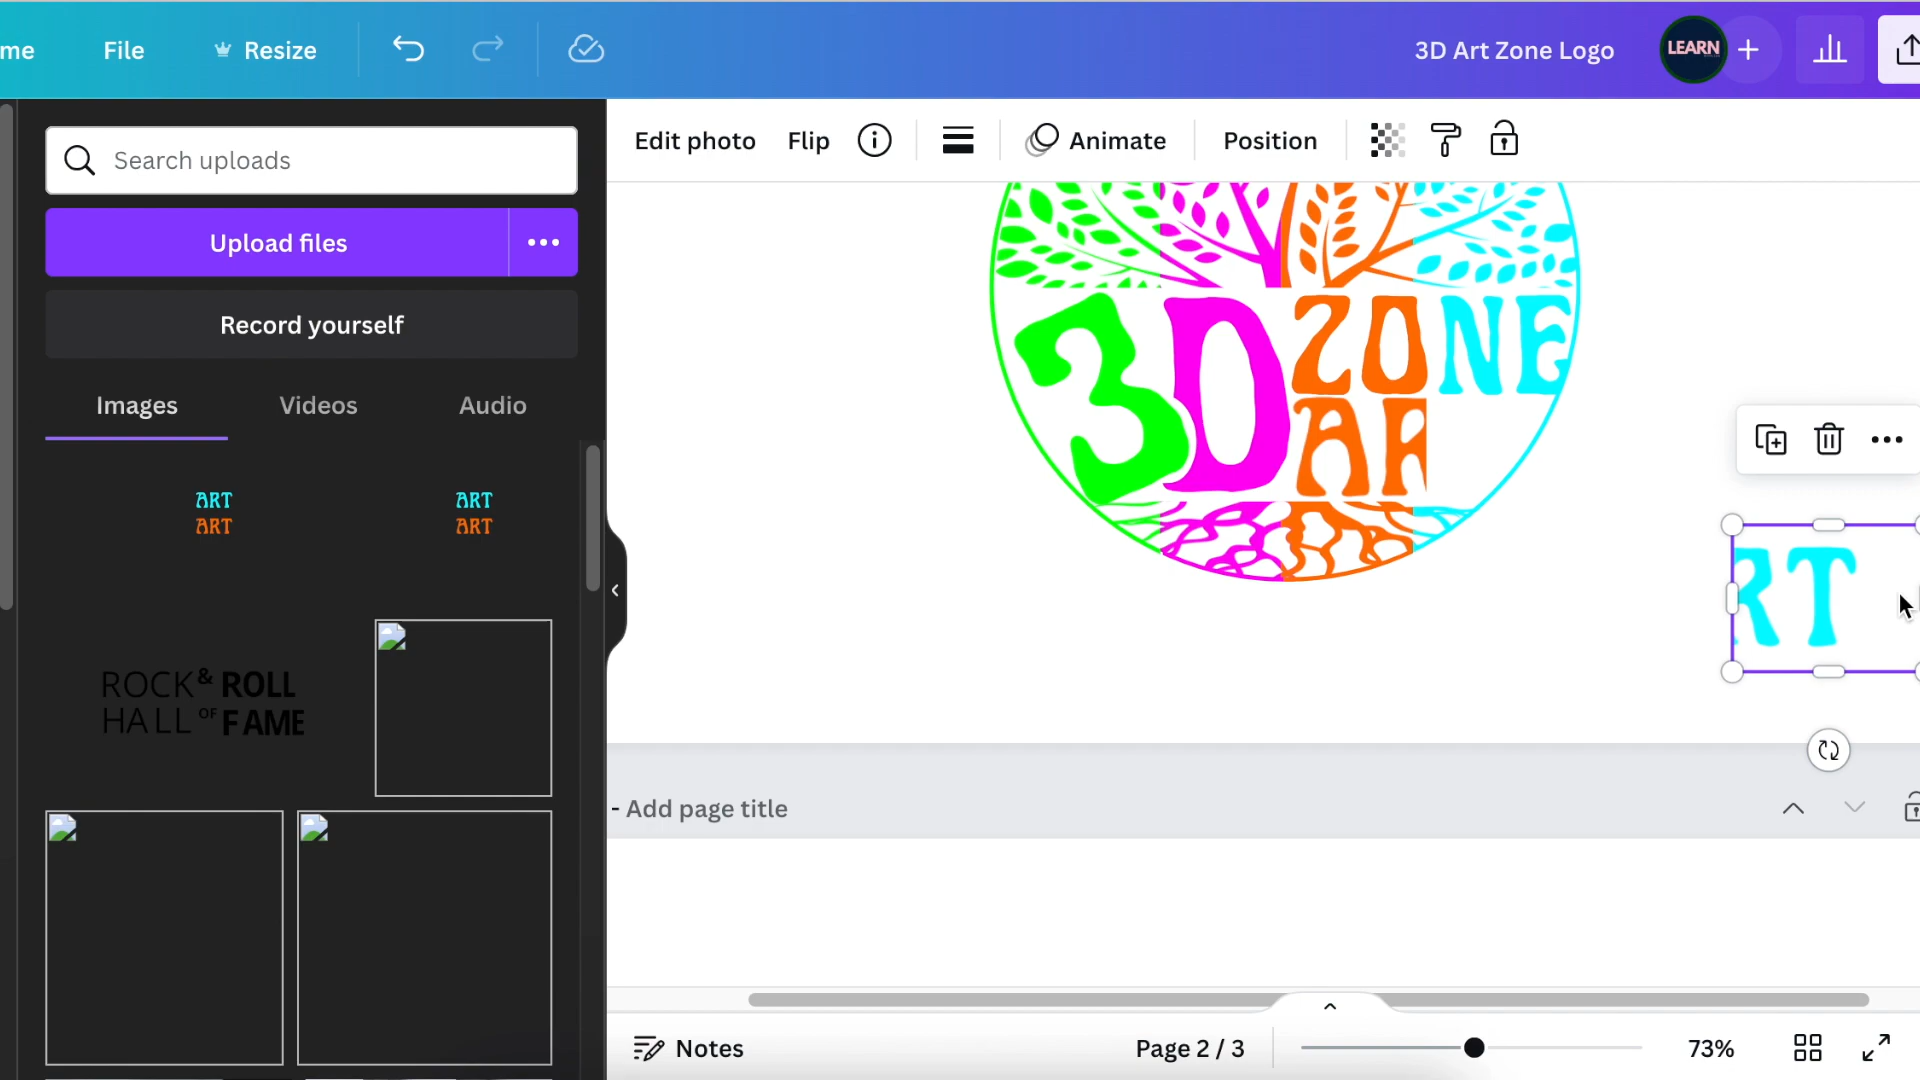 me File Resize 3D Art Zone Logo LEARN
Search uploads
Edit photo Flip Animate Position
Upload files
Record yourself
Images Videos Audio
ART ART
ART ART
ROCK & ROLL
HALL OF FAME
3D ZONE
AR
RT
- Add page title
Notes Page 2 / 3 73%